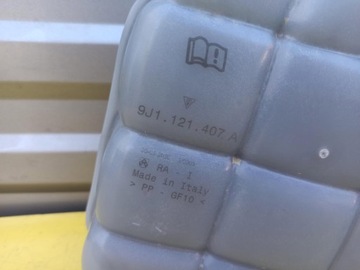 9J1.121.407 A
RA - I
Made in Italy
> PP - GF10 <